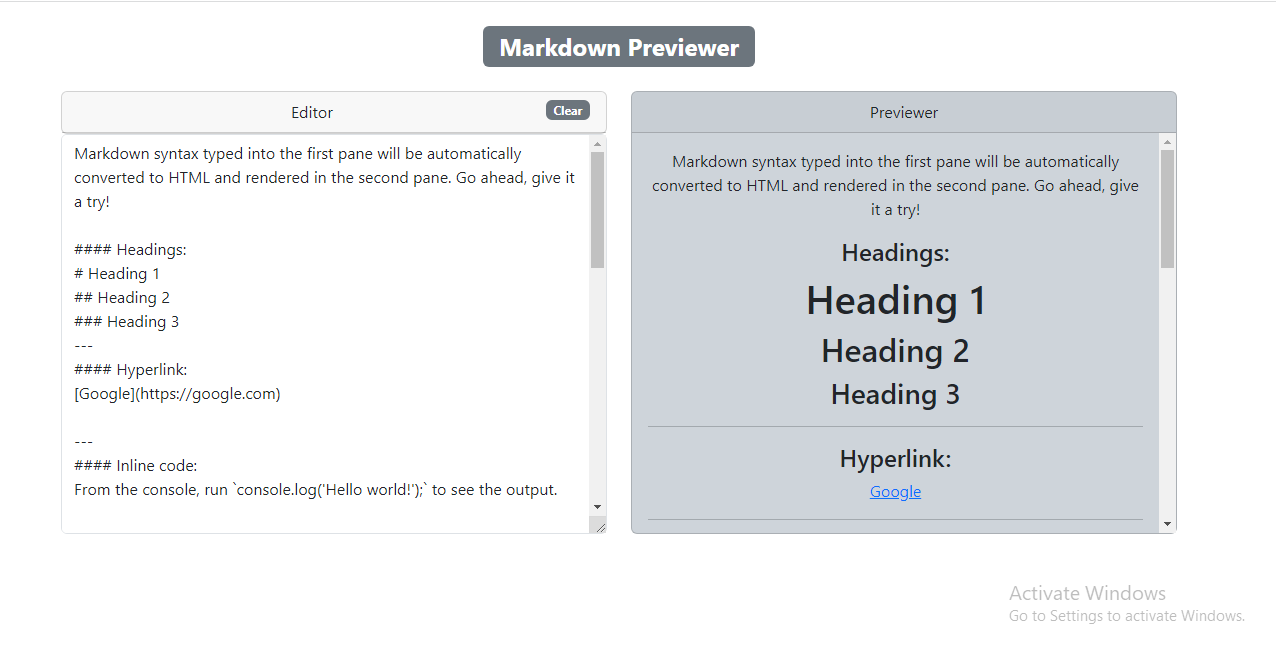 Markdown Previewer
Editor
Clear
Markdown syntax typed into the first pane will be automatically
converted to HTML and rendered in the second pane. Go ahead, give it
a try!
#### Headings:
# Heading 1
## Heading 2
### Heading 3
---
#### Hyperlink:
[Google](https://google.com)
---
#### Inline code:
From the console, run `console.log('Hello world!');` to see the output.
Previewer
Markdown syntax typed into the first pane will be automatically
converted to HTML and rendered in the second pane. Go ahead, give
it a try!
Headings:
Heading 1
Heading 2
Heading 3
Hyperlink:
Google
Activate Windows
Go to Settings to activate Windows.